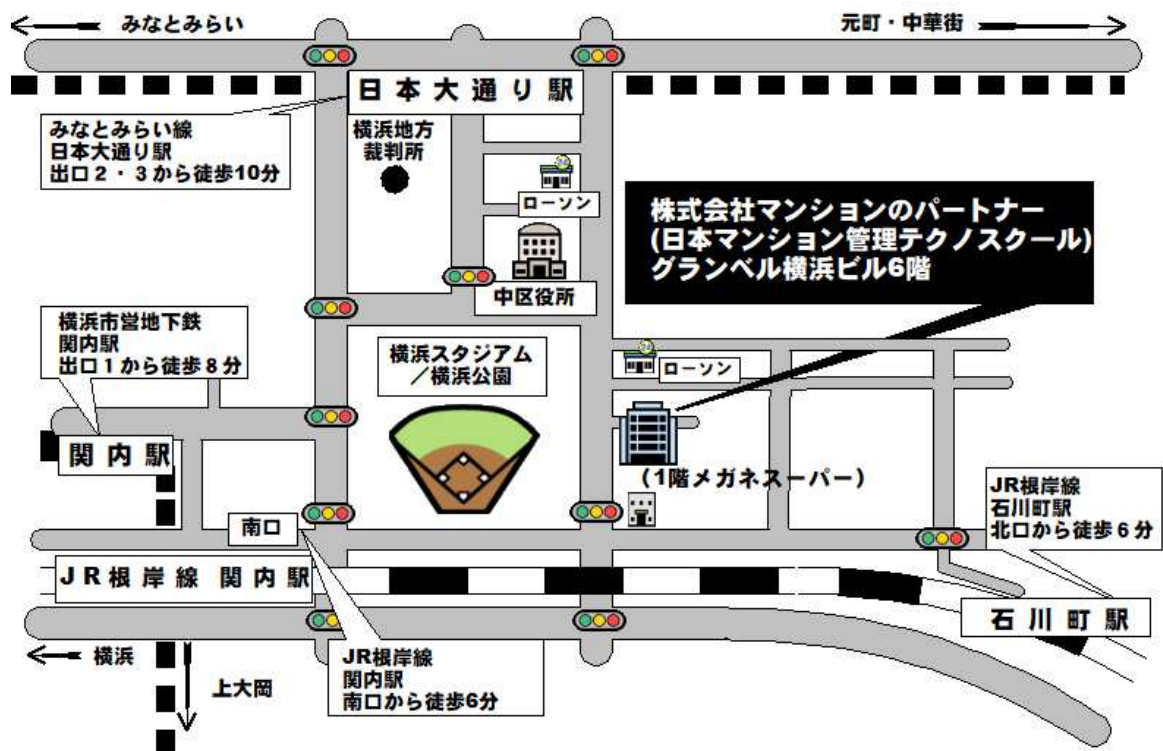 みなとみらい
元町・中華街
日本大通り駅
みなとみらい線
日本大通り駅
出口2・3から徒歩10分
横浜地方
裁判所
24
ローソン
株式会社マンションのパートナー
(日本マンション管理テクノスクール)
グランベル横浜ビル6階
中区役所
横浜市営地下鉄
関内駅
出口1から徒歩8分
横浜スタジアム
／横浜公園
24
ローソン
関内駅
(1階メガネスーパー)
JR根岸線
石川町駅
北口から徒歩6分
南口
JR根岸線 関内駅
石川町駅
横浜
上大岡
JR根岸線
関内駅
南口から徒歩6分